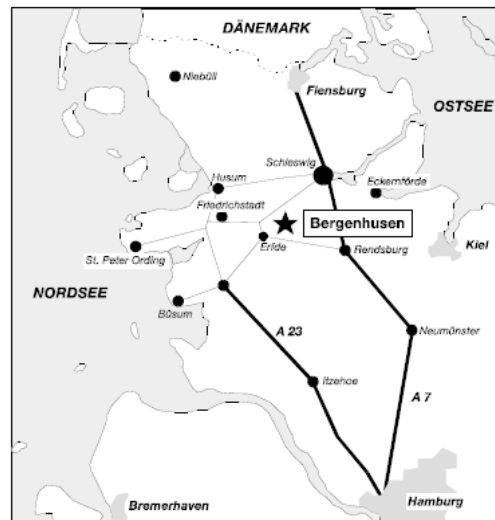 DÄNEMARK
Niebüll
Flensburg
OSTSEE
Schleswig
Husum
Eckernförde
Friedrichstadt
Bergenhusen
Erfde
Kiel
St. Peter Ording
Rendsburg
NORDSEE
Büsum
A 23
Neumünster
Itzehoe
A 7
Hamburg
Bremerhaven